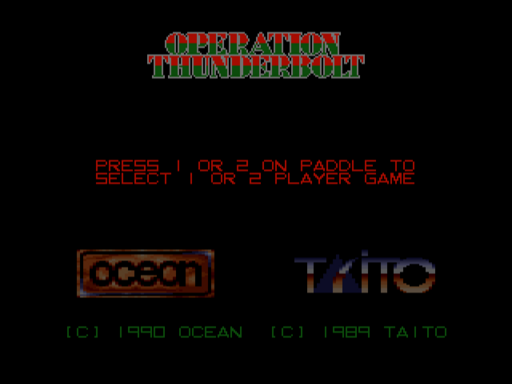 OPERATION
THUNDERBOLT
PRESS 1 OR 2 ON PADDLE TO
SELECT 1 OR 2 PLAYER GAME
ocean TAITO
[C] 1990 OCEAN [C] 1989 TAITO